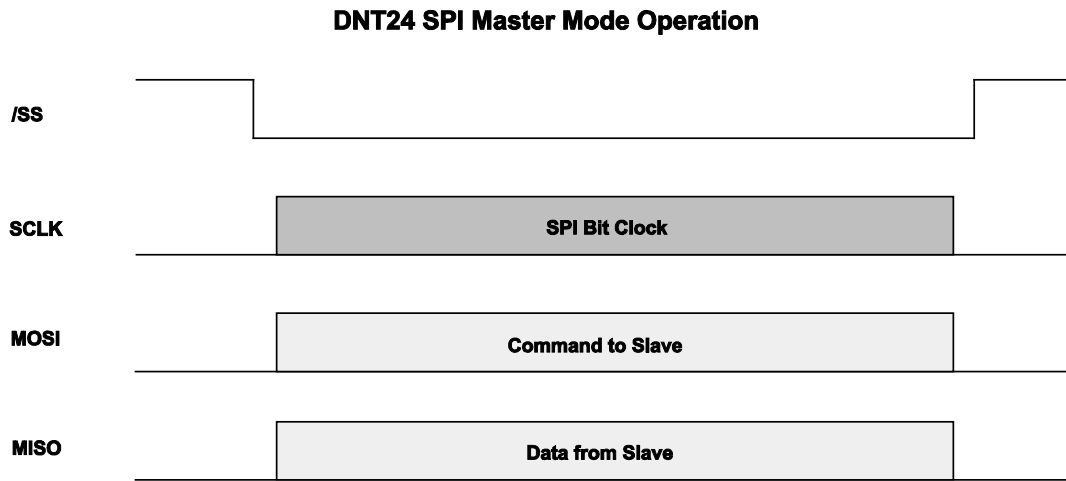 DNT24 SPI Master Mode Operation
/SS
SCLK
SPI Bit Clock
MOSI
Command to Slave
MISO
Data from Slave